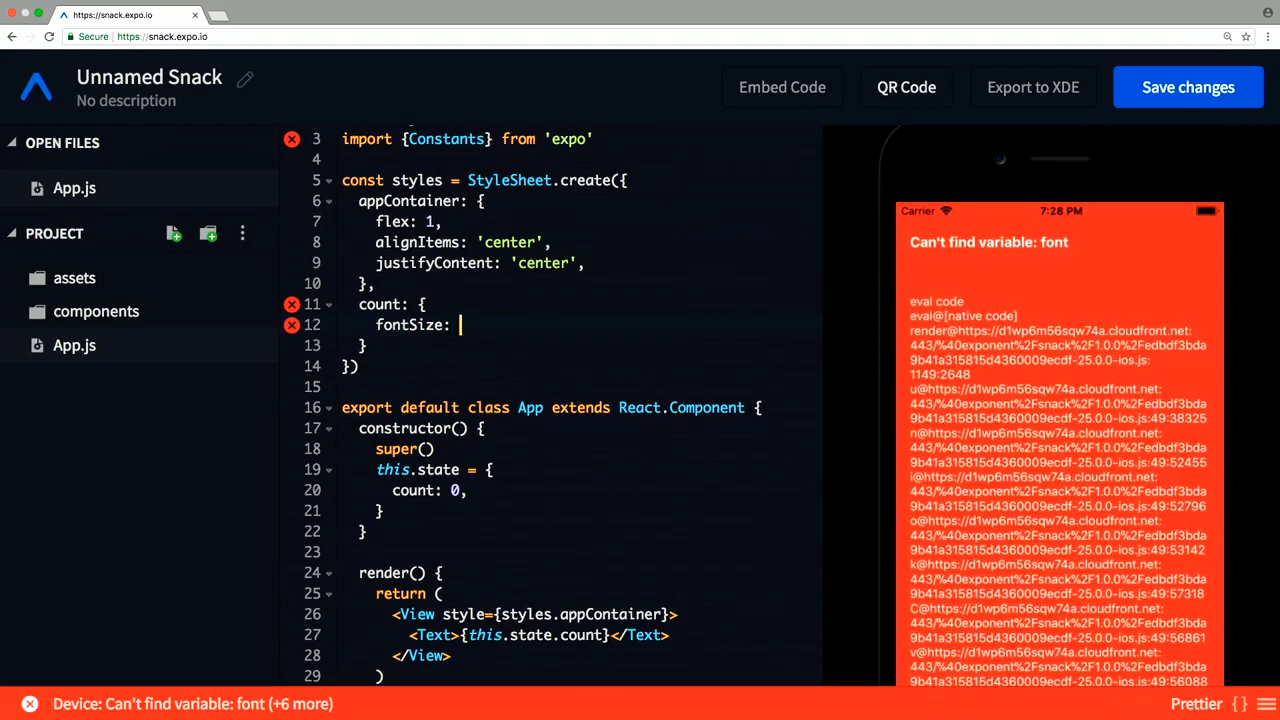 https://snack.expo.io
Secure https://snack.expo.io
Unnamed Snack
No description
Embed Code
QR Code
Export to XDE
Save changes
OPEN FILES
App.js
PROJECT
assets
components
App.js
3 import {Constants} from 'expo'
4
5 const styles = StyleSheet.create({
6 appContainer: {
7 flex: 1,
8 alignItems: 'center',
9 justifyContent: 'center',
10 },
11 count: {
12 fontSize:
13 }
14 })
15
16 export default class App extends React.Component {
17 constructor() {
18 super()
19 this.state = {
20 count: 0,
21 }
22 }
23
24 render() {
25 return (
26 <View style={styles.appContainer}>
27 <Text>{this.state.count}</Text>
28 </View>
29 )
Carrier 7:28 PM
Can't find variable: font
eval code
eval@[native code]
render@https://d1wp6m56sqw74a.cloudfront.net:
443/%40exponent%2Fsnack%2F1.0.0%2Fedbdf3bda
9b41a315815d4360009ecdf-25.0.0-ios.js:
1149:2648
u@https://d1wp6m56sqw74a.cloudfront.net:
443/%40exponent%2Fsnack%2F1.0.0%2Fedbdf3bda
9b41a315815d4360009ecdf-25.0.0-ios.js:49:38325
n@https://d1wp6m56sqw74a.cloudfront.net:
443/%40exponent%2Fsnack%2F1.0.0%2Fedbdf3bda
9b41a315815d4360009ecdf-25.0.0-ios.js:49:52455
i@https://d1wp6m56sqw74a.cloudfront.net:
443/%40exponent%2Fsnack%2F1.0.0%2Fedbdf3bda
9b41a315815d4360009ecdf-25.0.0-ios.js:49:52796
o@https://d1wp6m56sqw74a.cloudfront.net:
443/%40exponent%2Fsnack%2F1.0.0%2Fedbdf3bda
9b41a315815d4360009ecdf-25.0.0-ios.js:49:53142
k@https://d1wp6m56sqw74a.cloudfront.net:
443/%40exponent%2Fsnack%2F1.0.0%2Fedbdf3bda
9b41a315815d4360009ecdf-25.0.0-ios.js:49:57318
C@https://d1wp6m56sqw74a.cloudfront.net:
443/%40exponent%2Fsnack%2F1.0.0%2Fedbdf3bda
9b41a315815d4360009ecdf-25.0.0-ios.js:49:56861
v@https://d1wp6m56sqw74a.cloudfront.net:
443/%40exponent%2Fsnack%2F1.0.0%2Fedbdf3bda
9b41a315815d4360009ecdf-25.0.0-ios.js:49:56088
Device: Can't find variable: font (+6 more)
Prettier {}